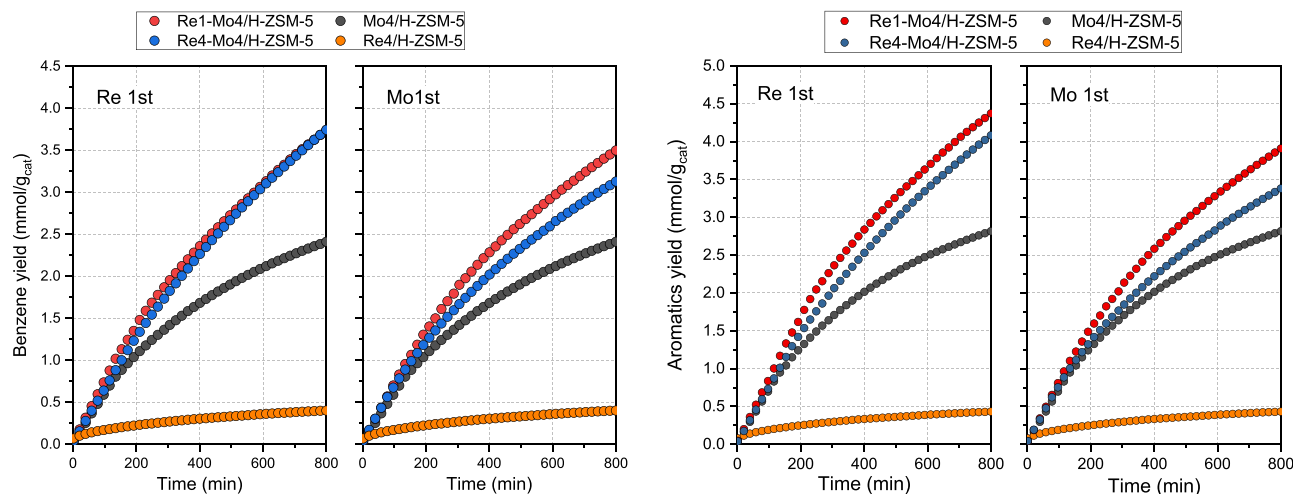 Re1-Mo4/H-ZSM-5 Mo4/H-ZSM-5
Re4-Mo4/H-ZSM-5 Re4/H-ZSM-5
Re 1st
Mo1st
Benzene yield (mmol/gcat)
4.5
4.0
3.5
3.0
2.5
2.0
1.5
1.0
0.5
0.0
0 200 400 600 800
0 200 400 600 800
Time (min)
Time (min)
Re1-Mo4/H-ZSM-5 Mo4/H-ZSM-5
Re4-Mo4/H-ZSM-5 Re4/H-ZSM-5
Re 1st
Mo 1st
Aromatics yield (mmol/gcat)
5.0
4.5
4.0
3.5
3.0
2.5
2.0
1.5
1.0
0.5
0.0
0 200 400 600 800
0 200 400 600 800
Time (min)
Time (min)